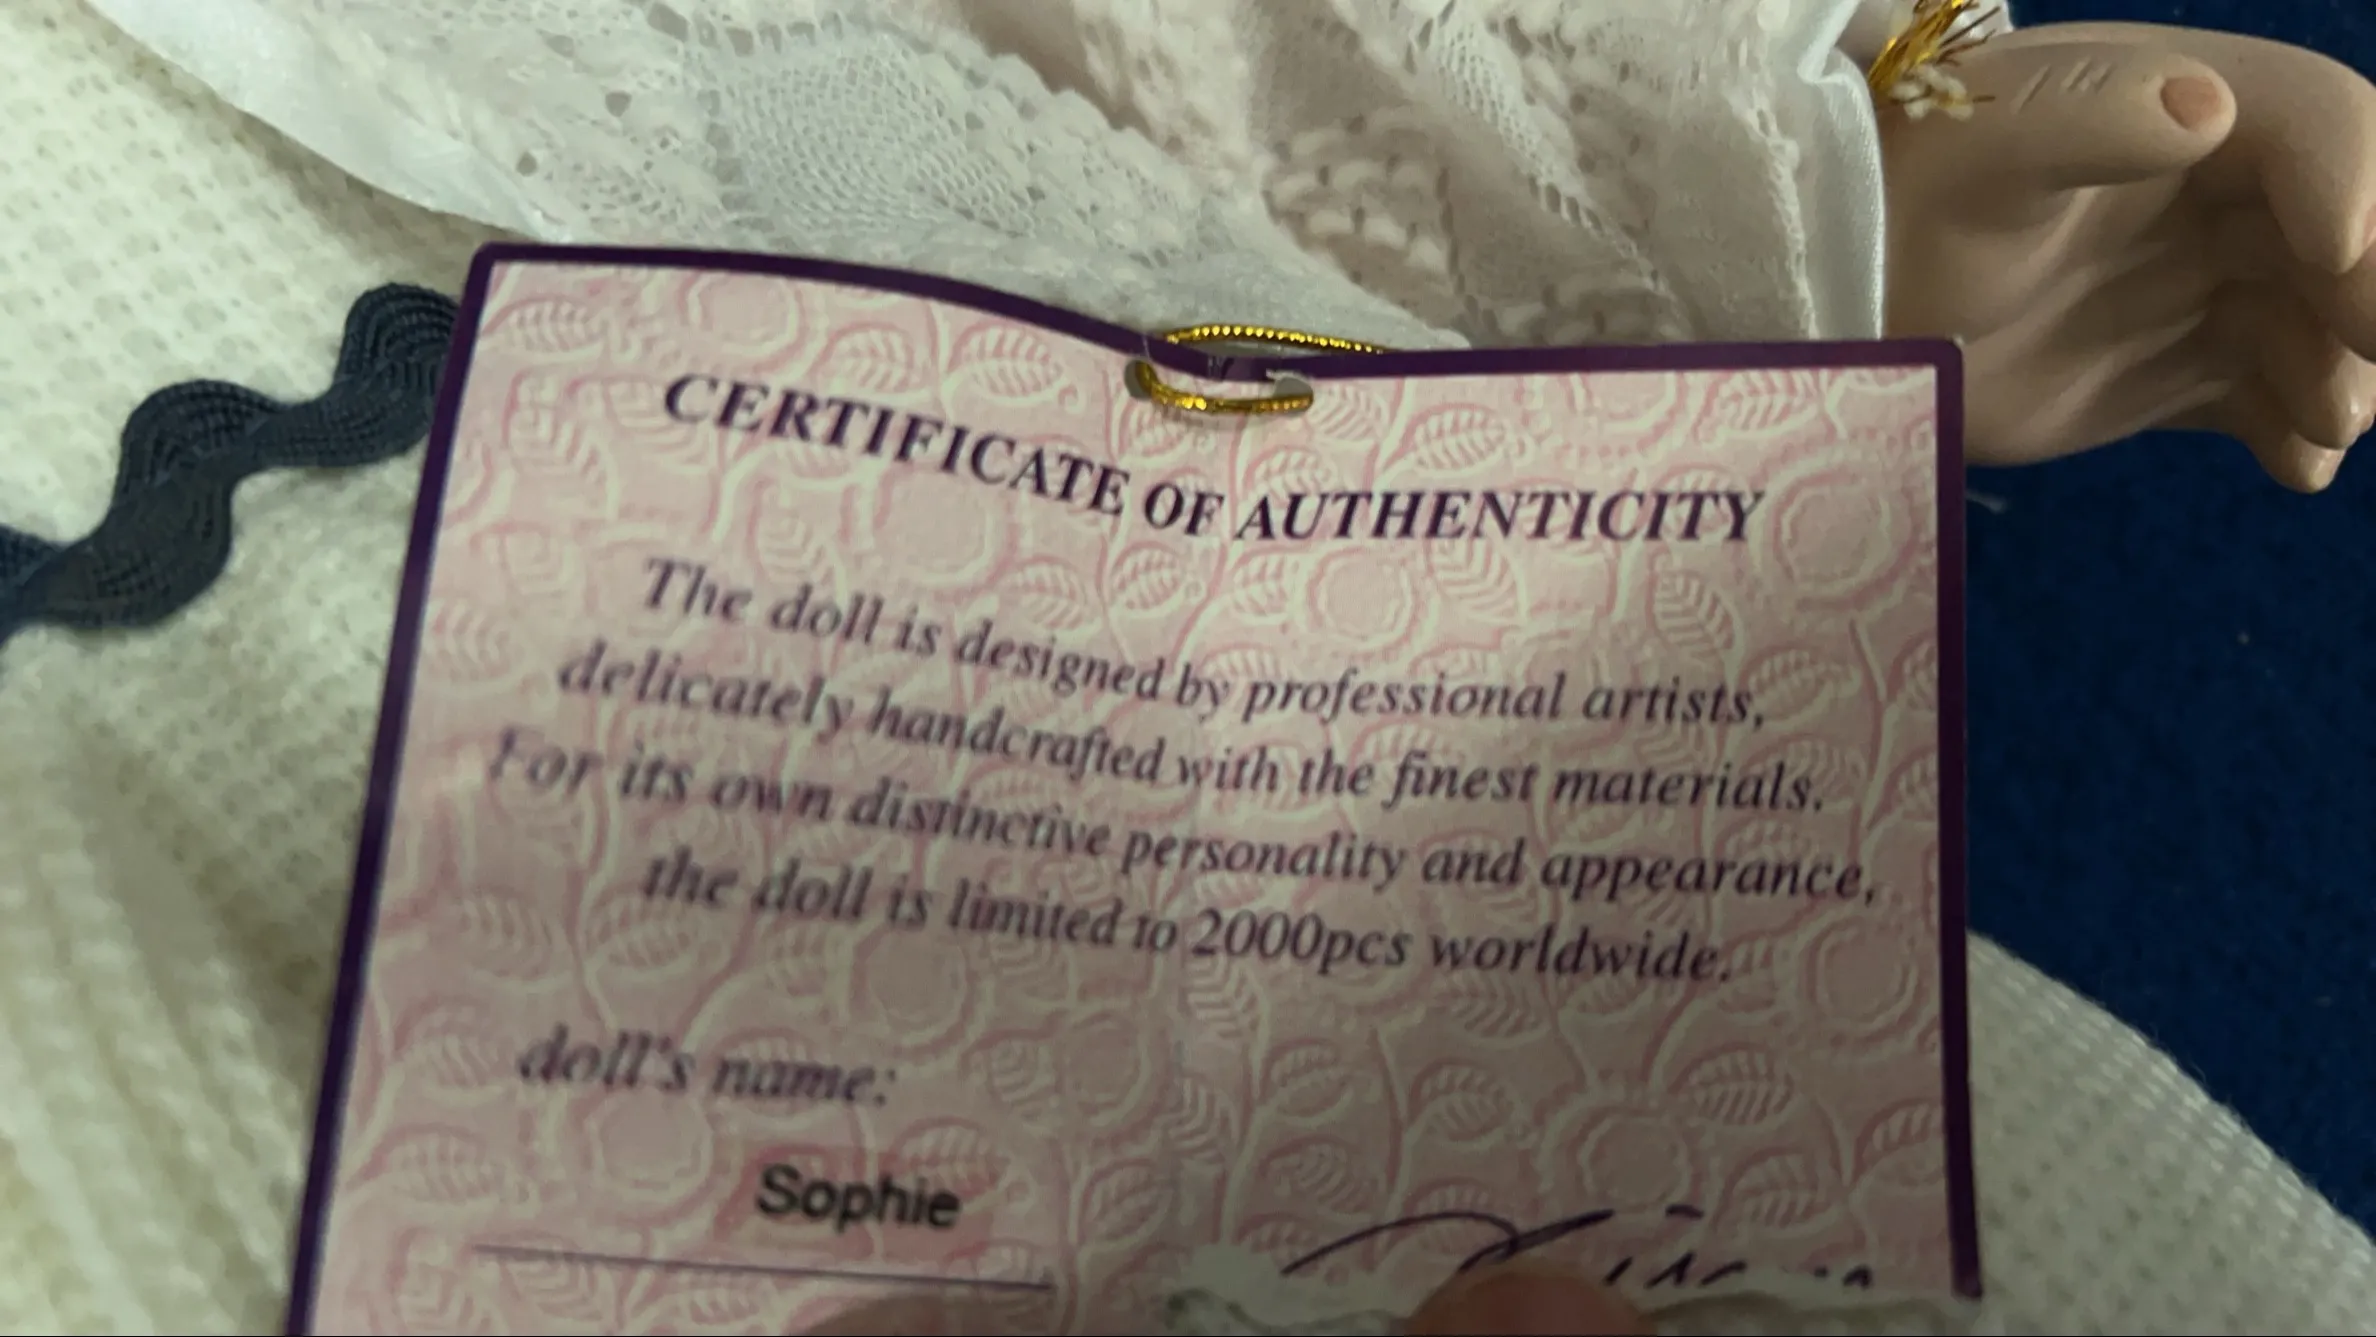 CERTIFICATE OF AUTHENTICITY
The doll is designed by professional artists,
delicately handcrafted with the finest materials.
For its own distinctive personality and appearance,
the doll is limited to 2000pcs worldwide.
doll's name:
Sophie